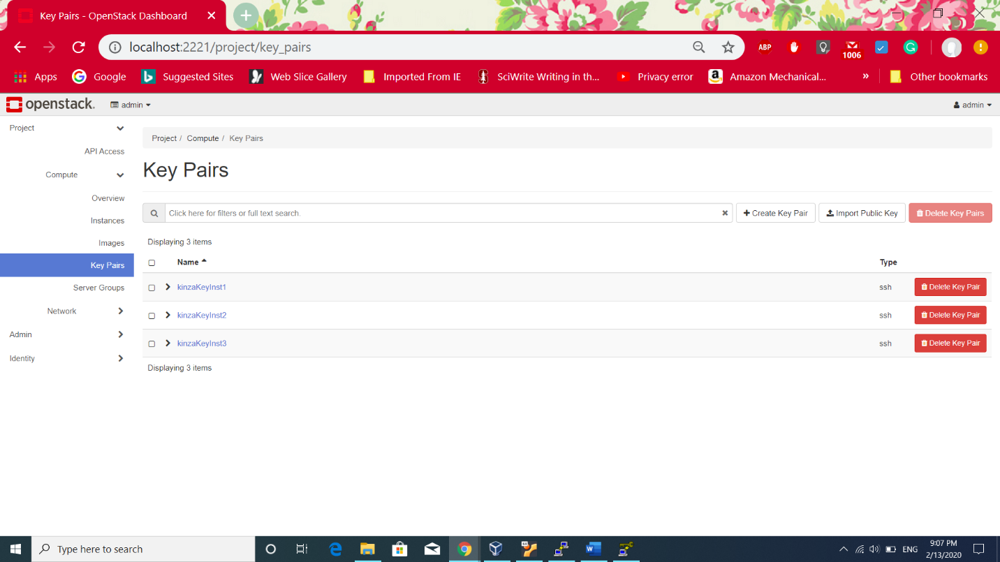 Key Pairs - OpenStack Dashboard
localhost:2221/project/key_pairs
ABP
1006
Apps
Google
Suggested Sites
Web Slice Gallery
Imported From IE
SciWrite Writing in th...
Privacy error
Amazon Mechanical...
»
Other bookmarks
openstack.
admin
admin
Project
API Access
Compute
Overview
Instances
Images
Key Pairs
Server Groups
Network
Admin
Identity
Project / Compute / Key Pairs
Key Pairs
Click here for filters or full text search.
Create Key Pair
Import Public Key
Delete Key Pairs
Displaying 3 items
Name Type
kinzaKeyInst1 ssh Delete Key Pair
kinzaKeyInst2 ssh Delete Key Pair
kinzaKeyInst3 ssh Delete Key Pair
Displaying 3 items
Type here to search
ENG
9:07 PM
2/13/2020